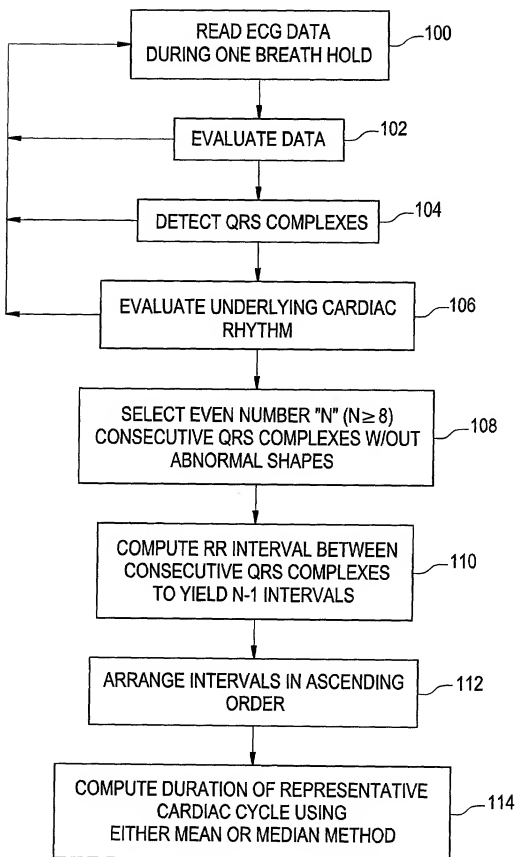 READ ECG DATA
DURING ONE BREATH HOLD
100
EVALUATE DATA
102
DETECT QRS COMPLEXES
104
EVALUATE UNDERLYING CARDIAC
RHYTHM
106
SELECT EVEN NUMBER "N" (N≥8)
CONSECUTIVE QRS COMPLEXES W/OUT
ABNORMAL SHAPES
108
COMPUTE RR INTERVAL BETWEEN
CONSECUTIVE QRS COMPLEXES
TO YIELD N-1 INTERVALS
110
ARRANGE INTERVALS IN ASCENDING
ORDER
112
COMPUTE DURATION OF REPRESENTATIVE
CARDIAC CYCLE USING
EITHER MEAN OR MEDIAN METHOD
114